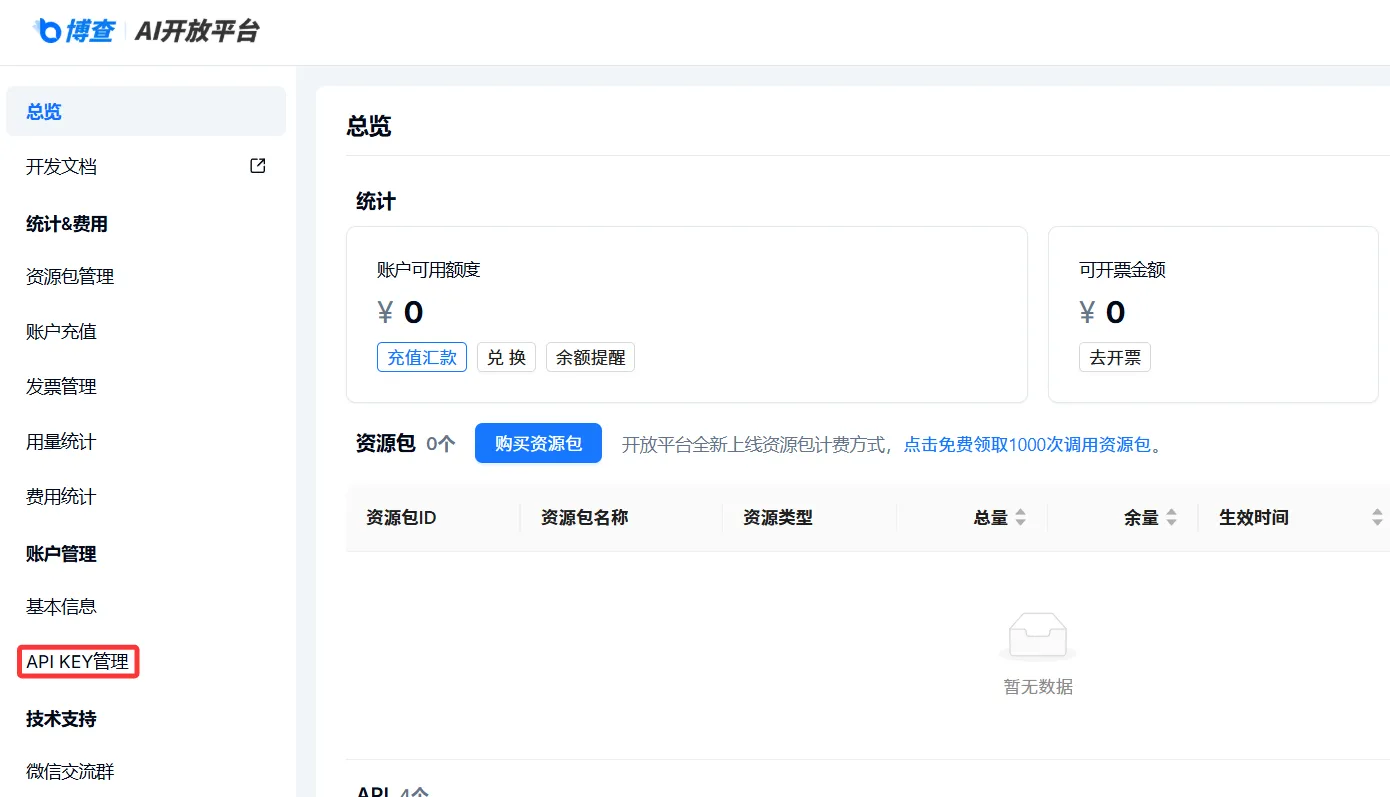 博查 AI开放平台
总览
开发文档
统计&费用
资源包管理
账户充值
发票管理
用量统计
费用统计
账户管理
基本信息
API KEY管理
技术支持
微信交流群
总览
统计
账户可用额度
¥ 0
充值汇款 兑 换 余额提醒
可开票金额
¥ 0
去开票
资源包 0个 购买资源包 开放平台全新上线资源包计费方式，点击免费领取1000次调用资源包。
资源包ID 资源包名称 资源类型 总量 余量 生效时间
暂无数据
API 4个